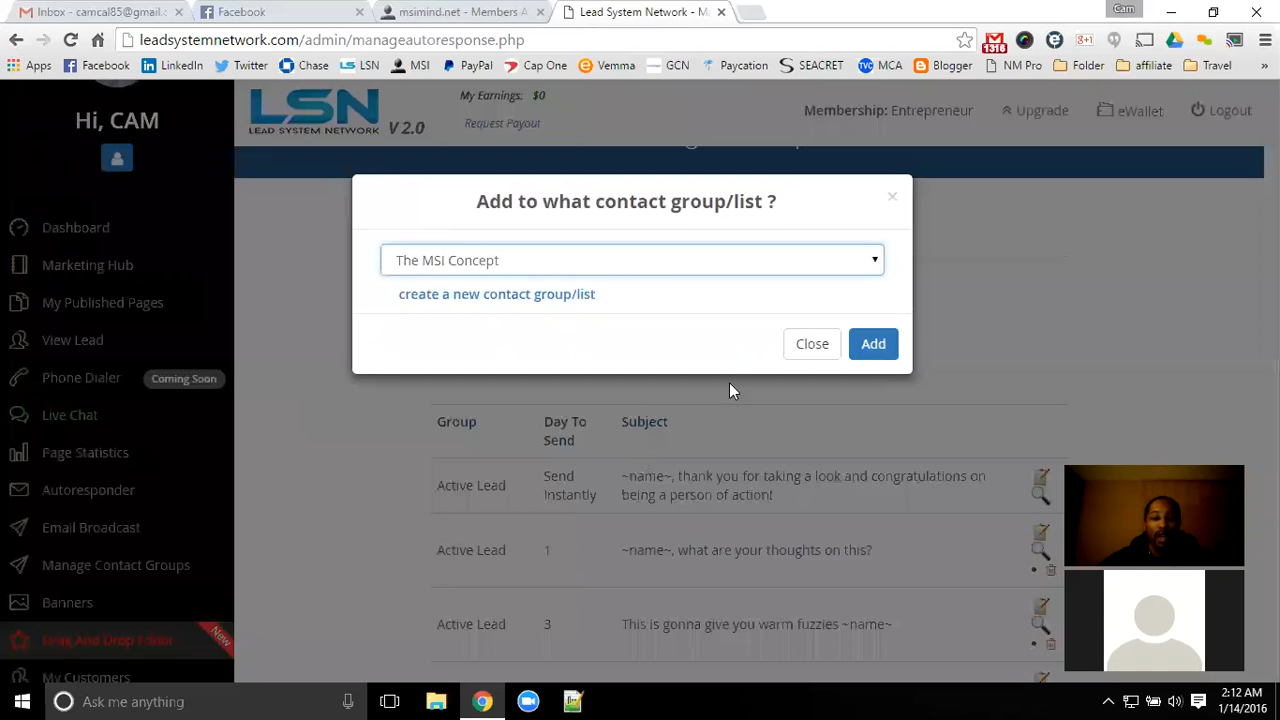 Inbox - camcal85@gmail.c
Facebook
msimind.net - Members A
Lead System Network - M
Cam
leadsystemnetwork.com/admin/manageautoresponse.php
1316
Apps Facebook LinkedIn Twitter Chase LSN MSI PayPal Cap One Vemma GCN Paycation SEACRET MCA Blogger NM Pro Folder affiliate Travel »
Hi, CAM
LSN
LEAD SYSTEM NETWORK
V 2.0
My Earnings: $0
Request Payout
Membership: Entrepreneur
Upgrade
eWallet
Logout
Dashboard
Marketing Hub
My Published Pages
View Lead
Phone Dialer Coming Soon
Live Chat
Page Statistics
Autoresponder
Email Broadcast
Manage Contact Groups
Banners
Drag And Drop Editor New
My Customers
Add to what contact group/list ?
×
The MSI Concept
create a new contact group/list
Close
Add
Group Day To Send Subject
Active Lead Send Instantly ~name~, thank you for taking a look and congratulations on
being a person of action!
Active Lead 1 ~name~, what are your thoughts on this?
Active Lead 3 This is gonna give you warm fuzzies ~name~
Ask me anything
2:12 AM
1/14/2016